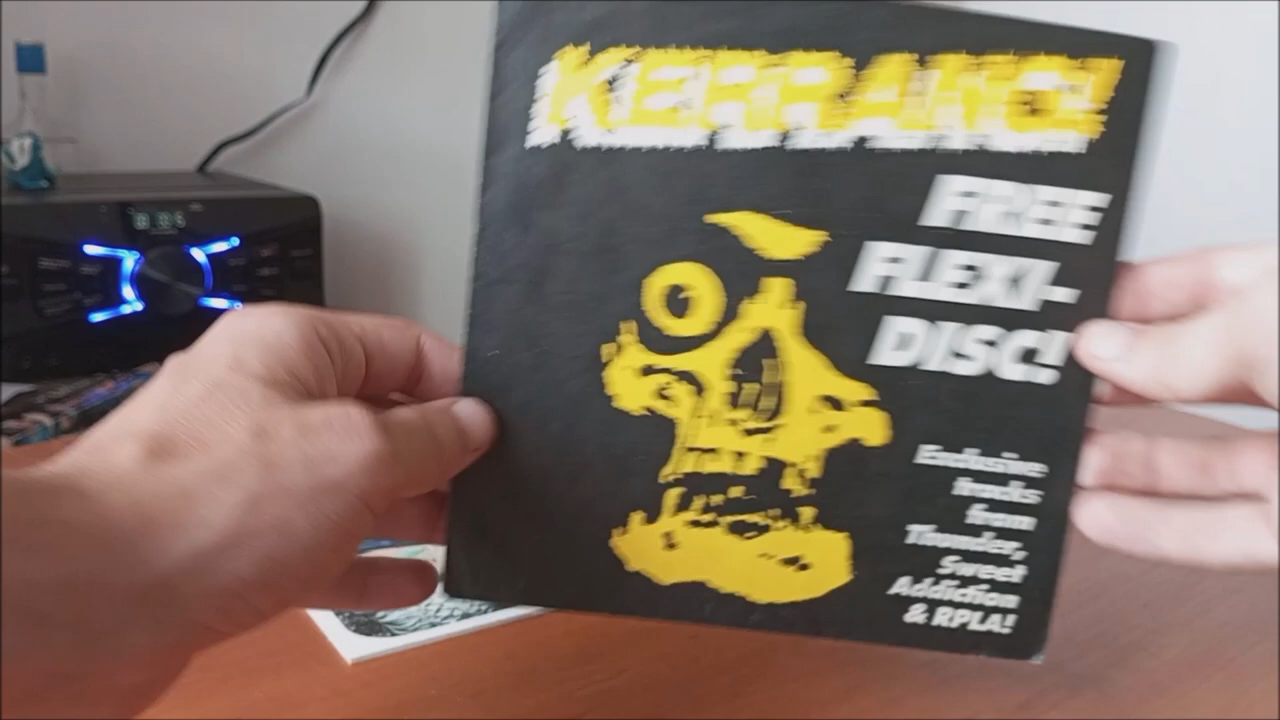 KERRANG!
FREE
FLEXI-
DISC!
Exclusive
tracks
from
Thunder,
Sweet
Addiction
& RPLA!